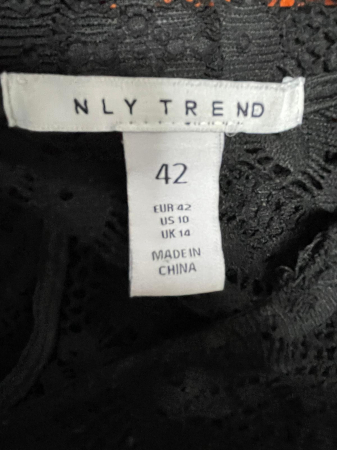 NLY TREND
42
EUR 42
US 10
UK 14
MADE IN
CHINA